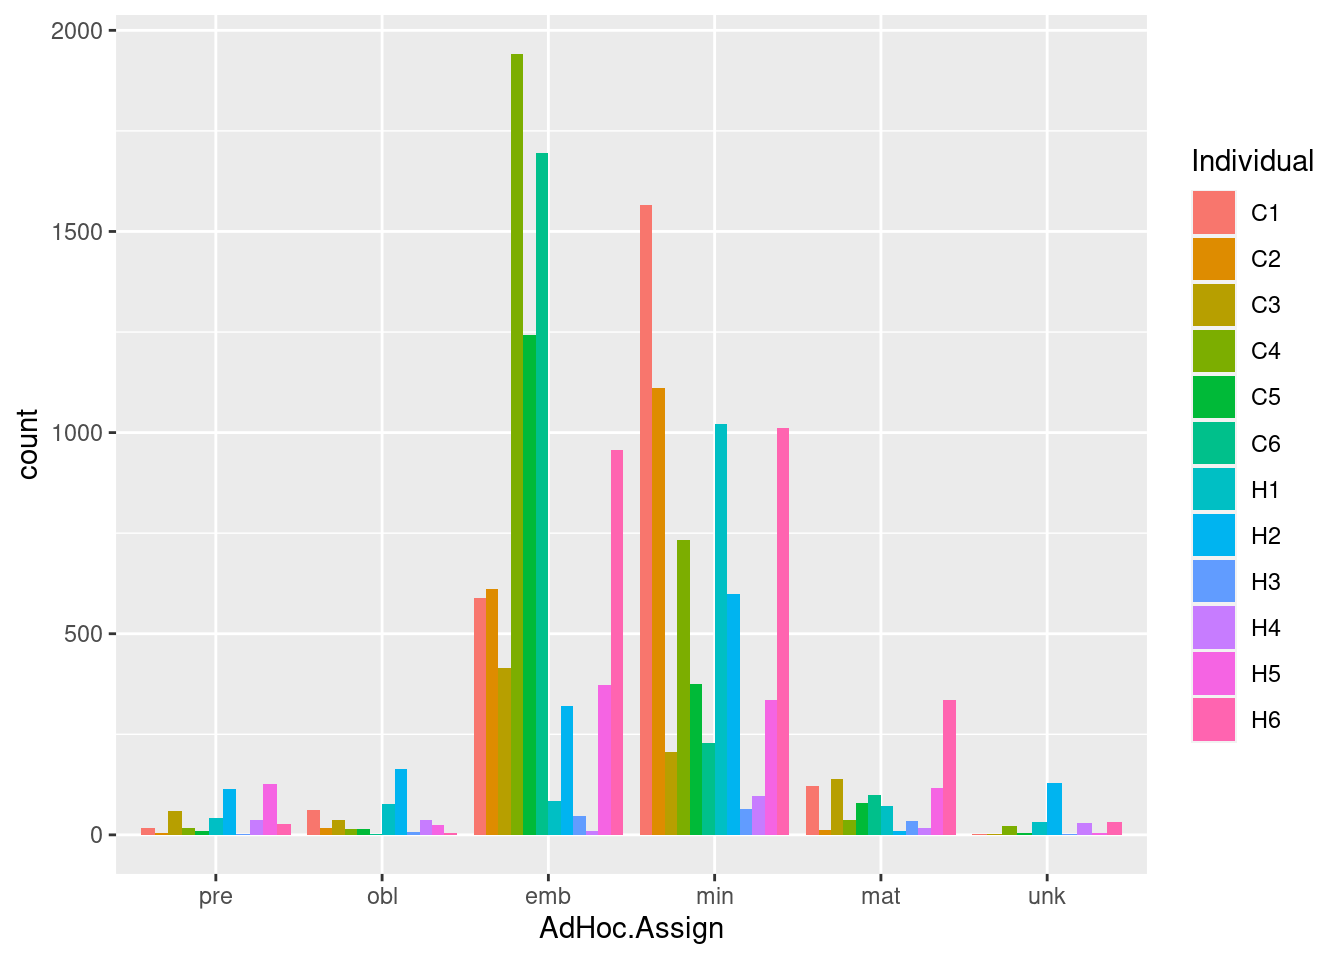 2000
1500
1000
500
0
count
pre obl emb min mat unk
AdHoc.Assign
Individual
C1
C2
C3
C4
C5
C6
H1
H2
H3
H4
H5
H6